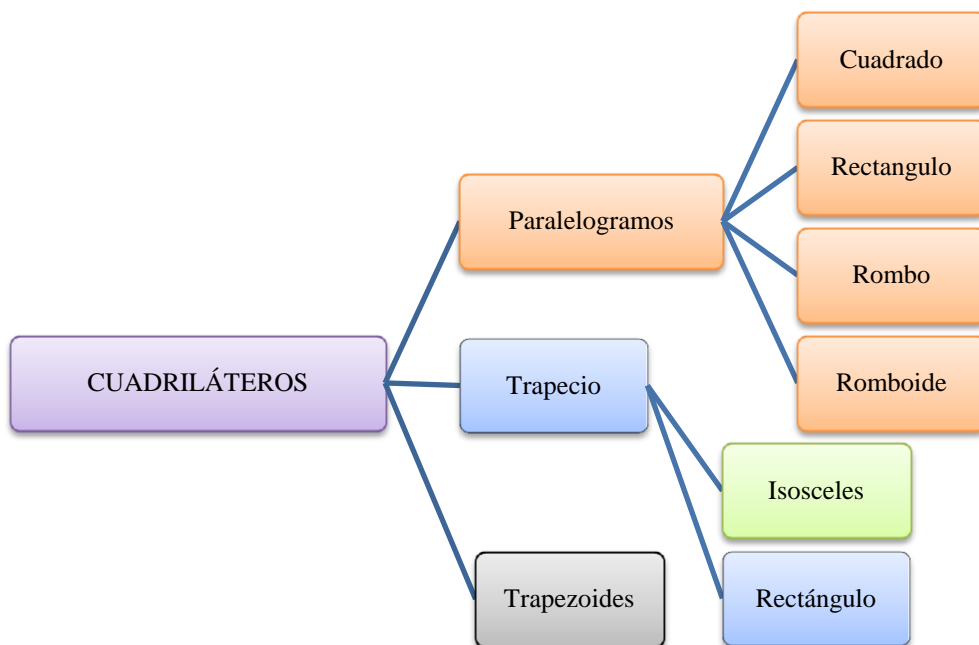 CUADRILÁTEROS
Paralelogramos
Cuadrado
Rectangulo
Rombo
Romboide
Trapecio
Isosceles
Rectángulo
Trapezoides